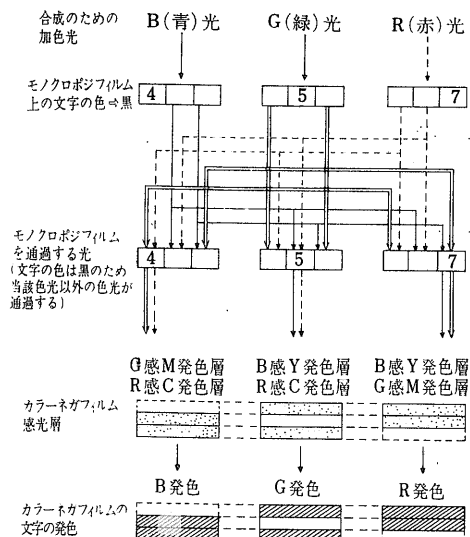 合成のための
加色光
B(青)光 G(緑)光 R(赤)光
モノクロポジフィルム
上の文字の色⇨黒
4 5 7
モノクロポジフィルム
を通過する光
(文字の色は黒のため
当該色光以外の色光が
通過する)
4 5 7
G感M発色層 B感Y発色層 B感Y発色層
R感C発色層 R感C発色層 G感M発色層
カラーネガフィルム
感光層
B発色 G発色 R発色
カラーネガフィルムの
文字の発色